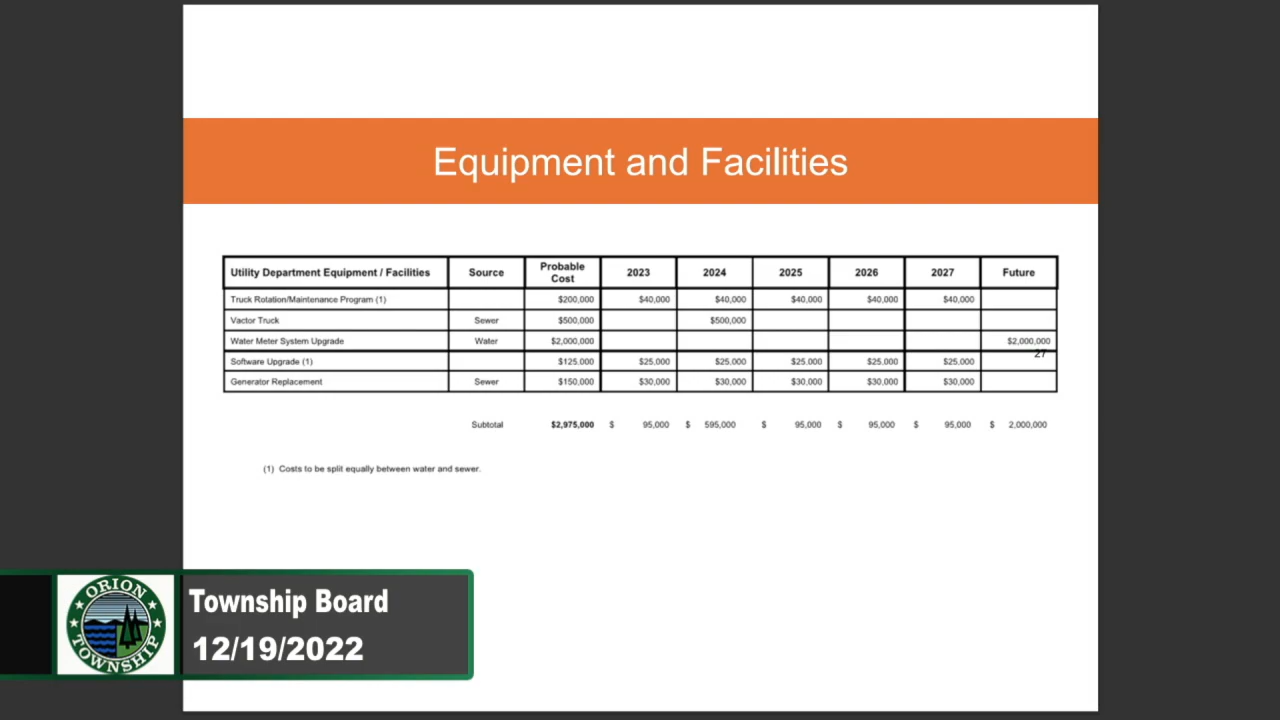 Equipment and Facilities
Utility Department Equipment / Facilities Source Probable Cost 2023 2024 2025 2026 2027 Future
Truck Rotation/Maintenance Program (1) $200,000 $40,000 $40,000 $40,000 $40,000 $40,000
Vactor Truck Sewer $500,000 $500,000
Water Meter System Upgrade Water $2,000,000 $2,000,000
27
Software Upgrade (1) $125,000 $25,000 $25,000 $25,000 $25,000 $25,000
Generator Replacement Sewer $150,000 $30,000 $30,000 $30,000 $30,000 $30,000
Subtotal $2,975,000 $ 95,000 $ 595,000 $ 95,000 $ 95,000 $ 95,000 $ 2,000,000
(1) Costs to be split equally between water and sewer.
ORION TOWNSHIP
Township Board
12/19/2022